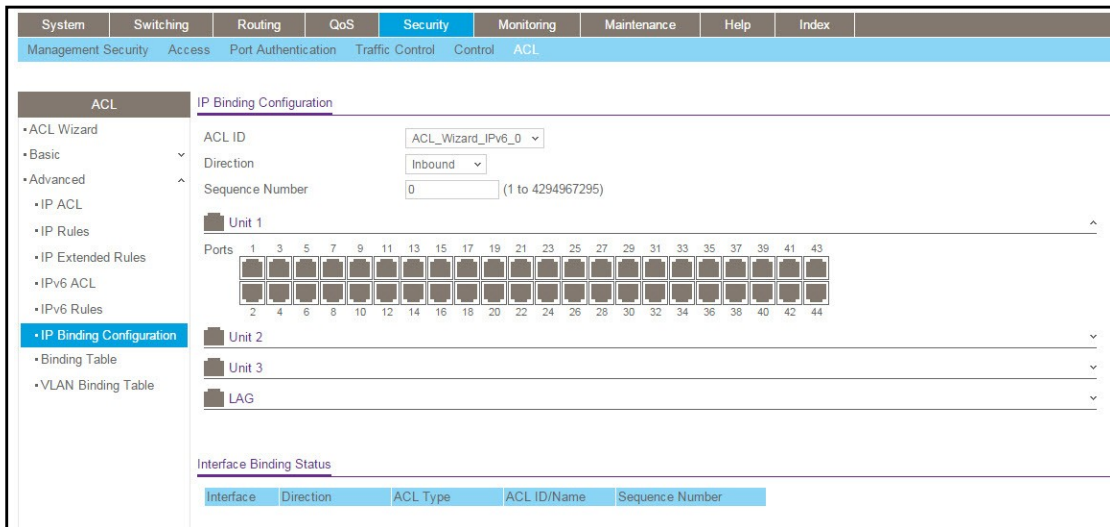 System Switching Routing QoS Security Monitoring Maintenance Help Index
Management Security Access Port Authentication Traffic Control Control ACL
ACL
ACL Wizard
Basic
Advanced
IP ACL
IP Rules
IP Extended Rules
IPv6 ACL
IPv6 Rules
IP Binding Configuration
Binding Table
VLAN Binding Table
IP Binding Configuration
ACL ID ACL_Wizard_IPv6_0
Direction Inbound
Sequence Number 0 (1 to 4294967295)
Unit 1
Ports 1 3 5 7 9 11 13 15 17 19 21 23 25 27 29 31 33 35 37 39 41 43
2 4 6 8 10 12 14 16 18 20 22 24 26 28 30 32 34 36 38 40 42 44
Unit 2
Unit 3
LAG
Interface Binding Status
Interface Direction ACL Type ACL ID/Name Sequence Number